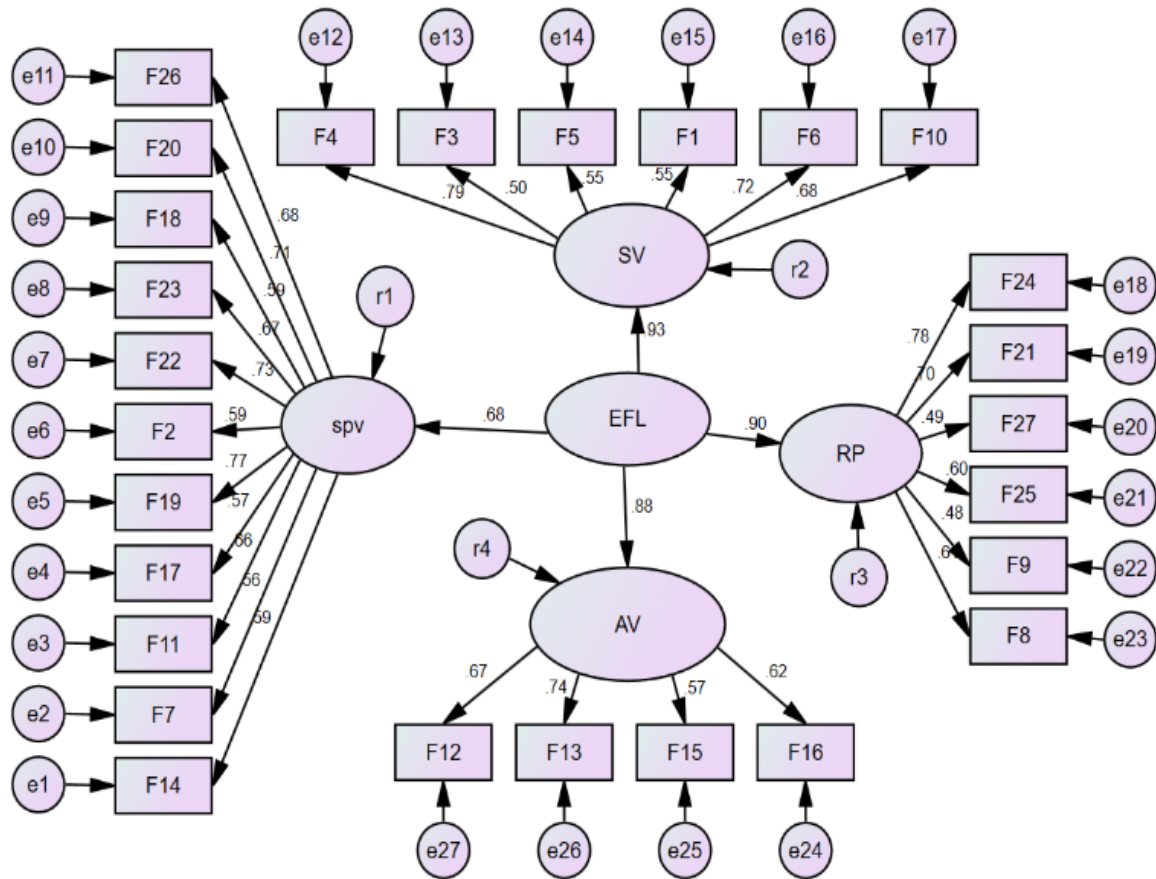 e12 e13 e14 e15 e16 e17
e11 F26
F4 F3 F5 F1 F6 F10
e10 F20
.79 .50 .55 .55 .72 .68
e9 F18
.68
SV
r2
.71
e8 F23
r1
F24 e18
.59
.67
.93
.78
F21 e19
e7 F22
.73
.70
spv
.68
EFL
.90
RP
.49
F27 e20
e6 F2
.59
.77
.60
F25 e21
e5 F19
.57
.88
.48
r4
F9 e22
e4 F17
.66
r3
.56
AV
F8 e23
e3 F11
.59
.67 .74 .57 .62
e2 F7
F12 F13 F15 F16
e1 F14
e27 e26 e25 e24